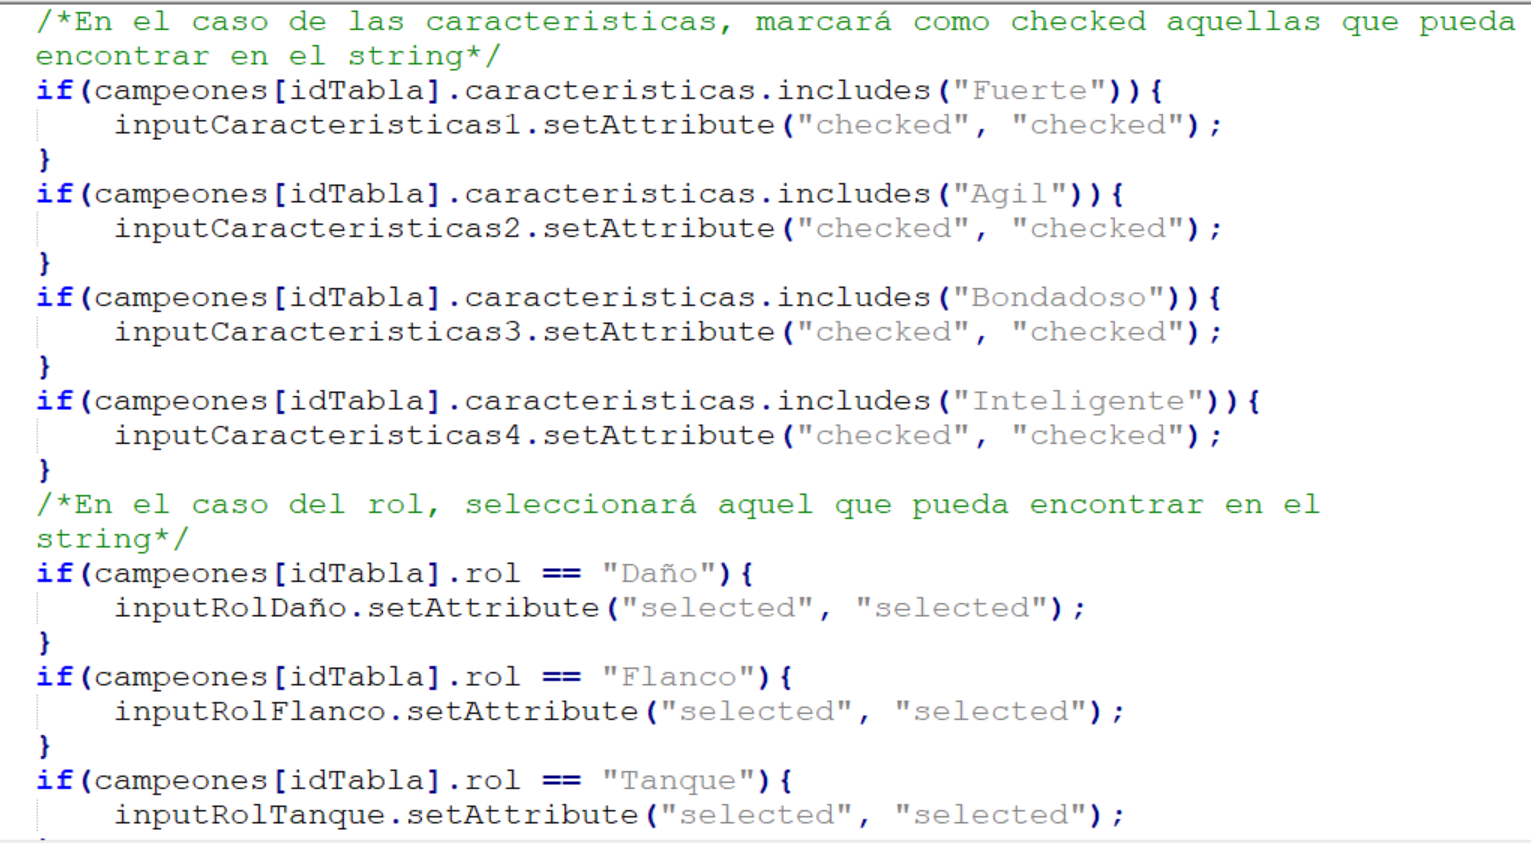 /*En el caso de las caracteristicas, marcará como checked aquellas que pueda
encontrar en el string*/
if(campeones[idTabla].caracteristicas.includes("Fuerte")){
    inputCaracteristicas1.setAttribute("checked", "checked");
}
if(campeones[idTabla].caracteristicas.includes("Agil")){
    inputCaracteristicas2.setAttribute("checked", "checked");
}
if(campeones[idTabla].caracteristicas.includes("Bondadoso")){
    inputCaracteristicas3.setAttribute("checked", "checked");
}
if(campeones[idTabla].caracteristicas.includes("Inteligente")){
    inputCaracteristicas4.setAttribute("checked", "checked");
}
/*En el caso del rol, seleccionará aquel que pueda encontrar en el
string*/
if(campeones[idTabla].rol == "Daño"){
    inputRolDaño.setAttribute("selected", "selected");
}
if(campeones[idTabla].rol == "Flanco"){
    inputRolFlanco.setAttribute("selected", "selected");
}
if(campeones[idTabla].rol == "Tanque"){
    inputRolTanque.setAttribute("selected", "selected");